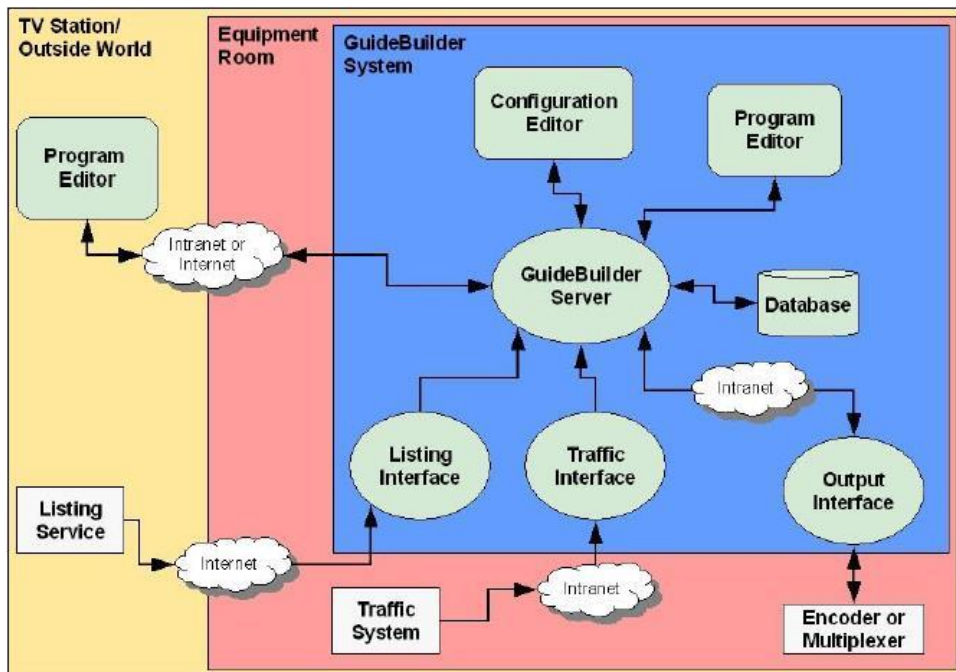 TV Station/
Outside World
Equipment
Room
GuideBuilder
System
Configuration
Editor
Program
Editor
Program
Editor
Intranet or
Internet
GuideBuilder
Server
Database
Intranet
Listing
Interface
Traffic
Interface
Output
Interface
Listing
Service
Internet
Intranet
Traffic
System
Encoder or
Multiplexer